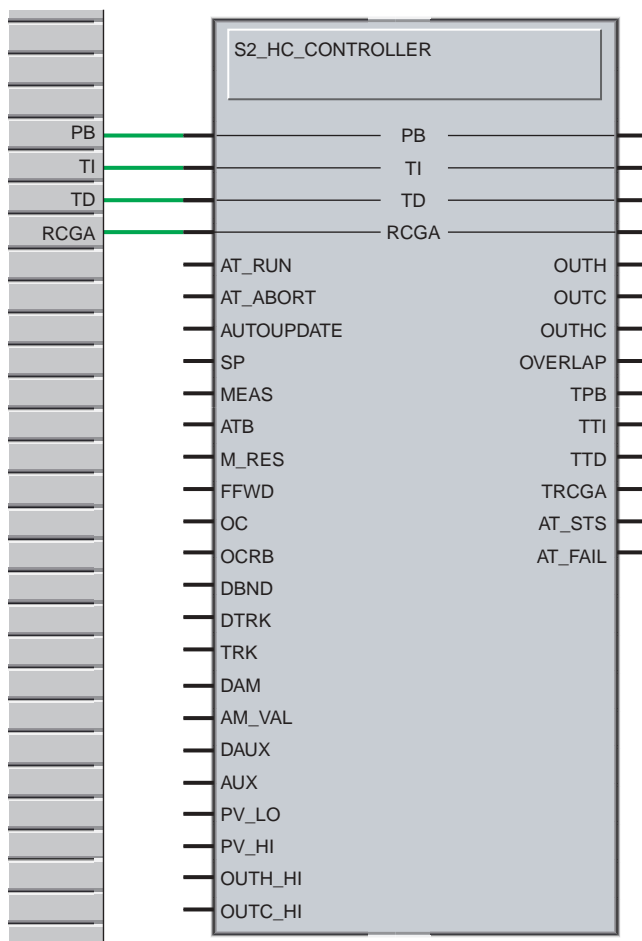 S2_HC_CONTROLLER
PB PB
TI TI
TD TD
RCGA RCGA
AT_RUN OUTH
AT_ABORT OUTC
AUTOUPDATE OUTHC
SP OVERLAP
MEAS TPB
ATB TTI
M_RES TTD
FFWD TRCGA
OC AT_STS
OCRB AT_FAIL
DBND
DTRK
TRK
DAM
AM_VAL
DAUX
AUX
PV_LO
PV_HI
OUTH_HI
OUTC_HI